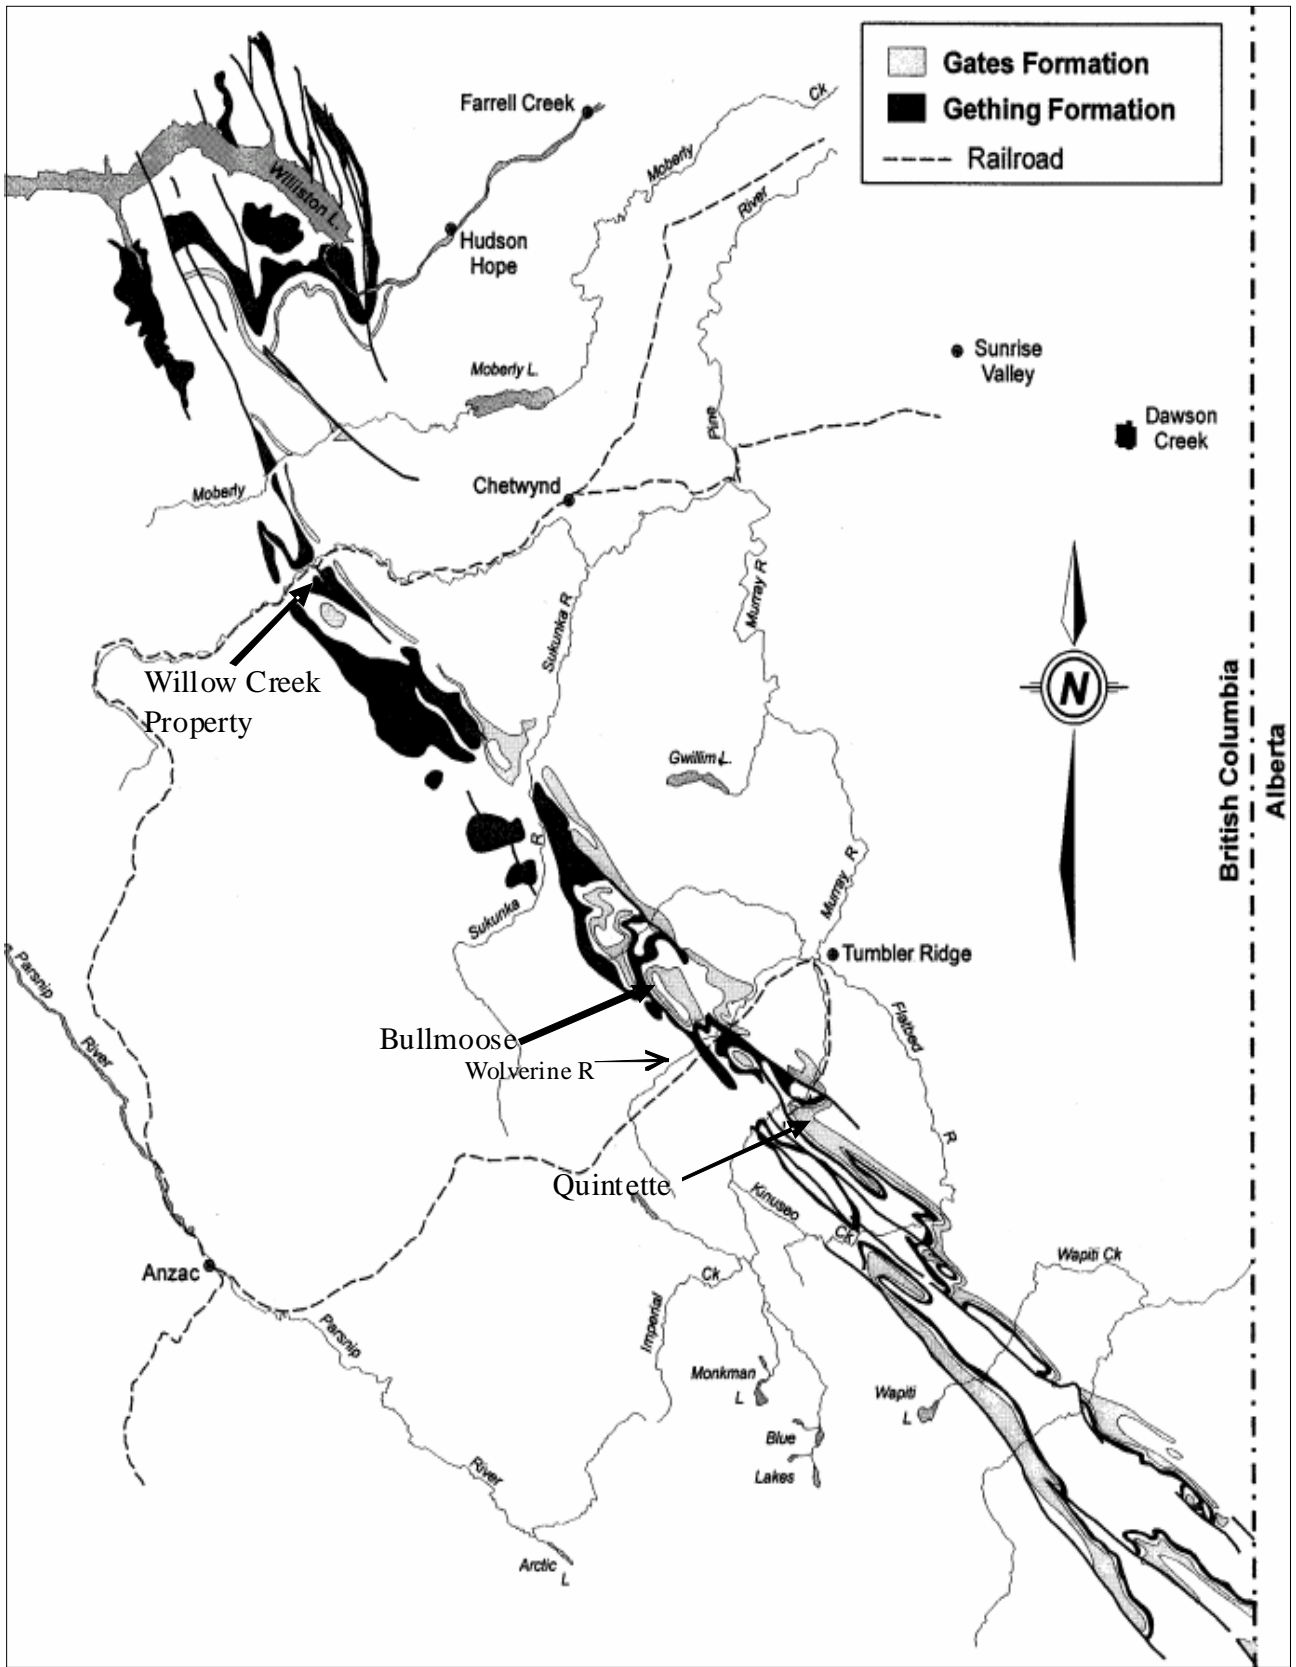 Gates Formation
Gething Formation
Railroad
Ck
Farrell Creek
Moberly
Williston L.
River
Hudson
Hope
Sunrise
Valley
Moberly L.
Pine
Dawson
Creek
Moberly
Chetwynd
Murray R
Sukunka R
Willow Creek
Property
N
British Columbia
Alberta
Gwillim L.
R
Murray R
Sukunka
Tumbler Ridge
Parsnip
River
Flatbed
R
Bullmoose
Wolverine R
Quintette
Kinuseo
Ck
Wapiti Ck
Anzac
Ck
Imperial
Parsnip
Monkman
L
Wapiti
L
Blue
Lakes
River
Arctic
L